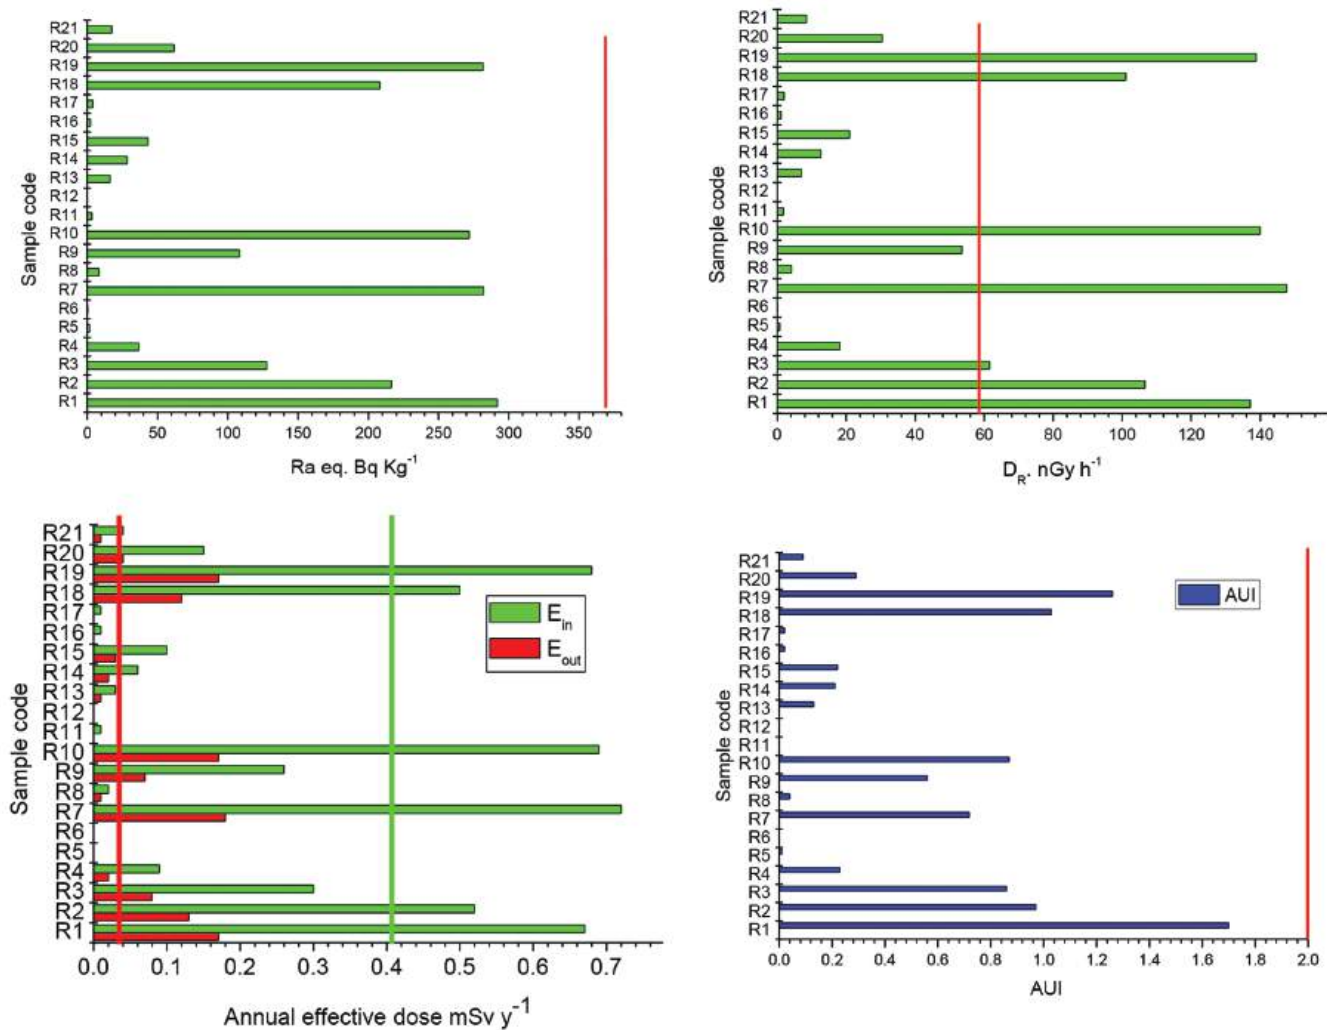 R21
R20
R19
R18
R17
R16
R15
R14
R13
R12
R11
R10
R9
R8
R7
R6
R5
R4
R3
R2
R1
Sample code
0 50 100 150 200 250 300 350
Ra eq. Bq Kg-1
R21
R20
R19
R18
R17
R16
R15
R14
R13
R12
R11
R10
R9
R8
R7
R6
R5
R4
R3
R2
R1
Sample code
0 20 40 60 80 100 120 140
DR. nGy h-1
R21
R20
R19
R18
R17
R16
R15
R14
R13
R12
R11
R10
R9
R8
R7
R6
R5
R4
R3
R2
R1
Sample code
Ein
Eout
0.0 0.1 0.2 0.3 0.4 0.5 0.6 0.7
Annual effective dose mSv y-1
R21
R20
R19
R18
R17
R16
R15
R14
R13
R12
R11
R10
R9
R8
R7
R6
R5
R4
R3
R2
R1
Sample code
AUI
0.0 0.2 0.4 0.6 0.8 1.0 1.2 1.4 1.6 1.8 2.0
AUI